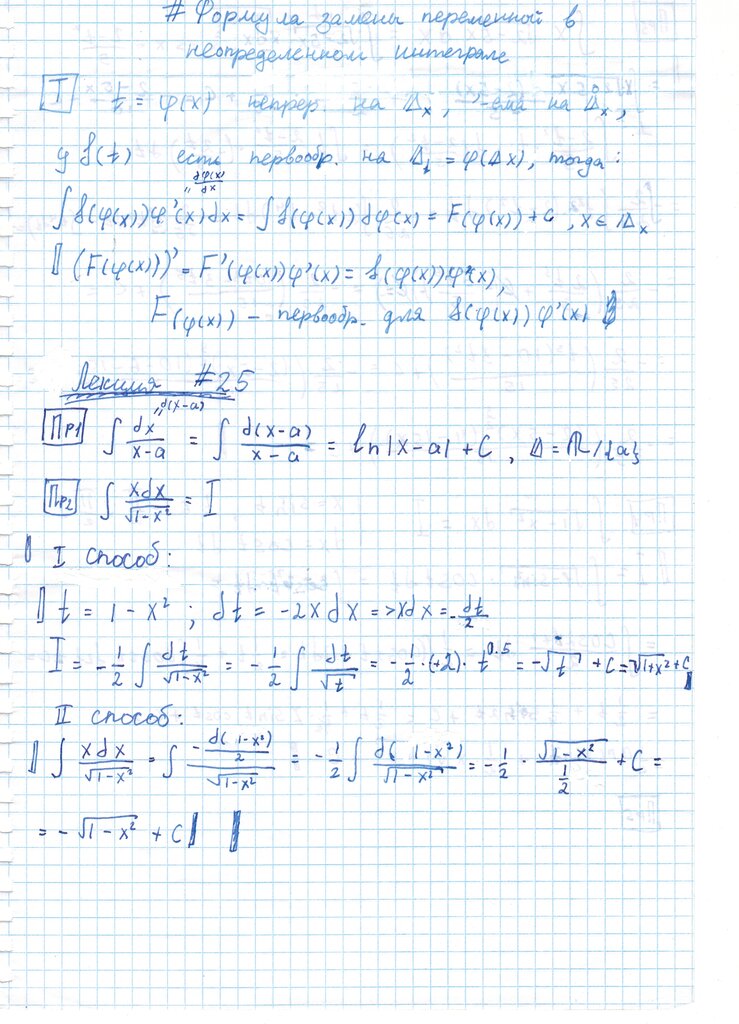 # Формула замены переменной в
неопределенном интеграле
I t = φ(x) непрер. на Δx, '-ема на Δ°x,
у f(t) есть первообр. на Δt = φ(Δx), тогда:
"dφ(x)/dx
∫f(φ(x))φ'(x)dx = ∫f(φ(x))dφ(x) = F(φ(x)) + C, x ∈ Δx
(F(φ(x)))' = F'(φ(x))φ'(x) = f(φ(x))φ'(x),
F(φ(x)) – первообр. для f(φ(x))φ'(x)
Лекция #25
"d(x-a)
Пр1 ∫ dx/(x-a) = ∫ d(x-a)/(x-a) = ln|x-a| + C, Δ = ℝ/{a}
Пр2 ∫ xdx/√(1-x²) = I
I способ:
t = 1 - x²; dt = -2xdx => xdx = -dt/2
I = -1/2 ∫ dt/√(1-x²) = -1/2 ∫ dt/√t = -1/2·(+2)·t^0.5 = -√t + C = -√(1+x²) + C
II способ:
∫ xdx/√(1-x²) = ∫ (-d(1-x²)/2)/√(1-x²) = -1/2 ∫ d(1-x²)/√(1-x²) = -1/2 · √(1-x²)/(1/2) + C =
= -√(1-x²) + C